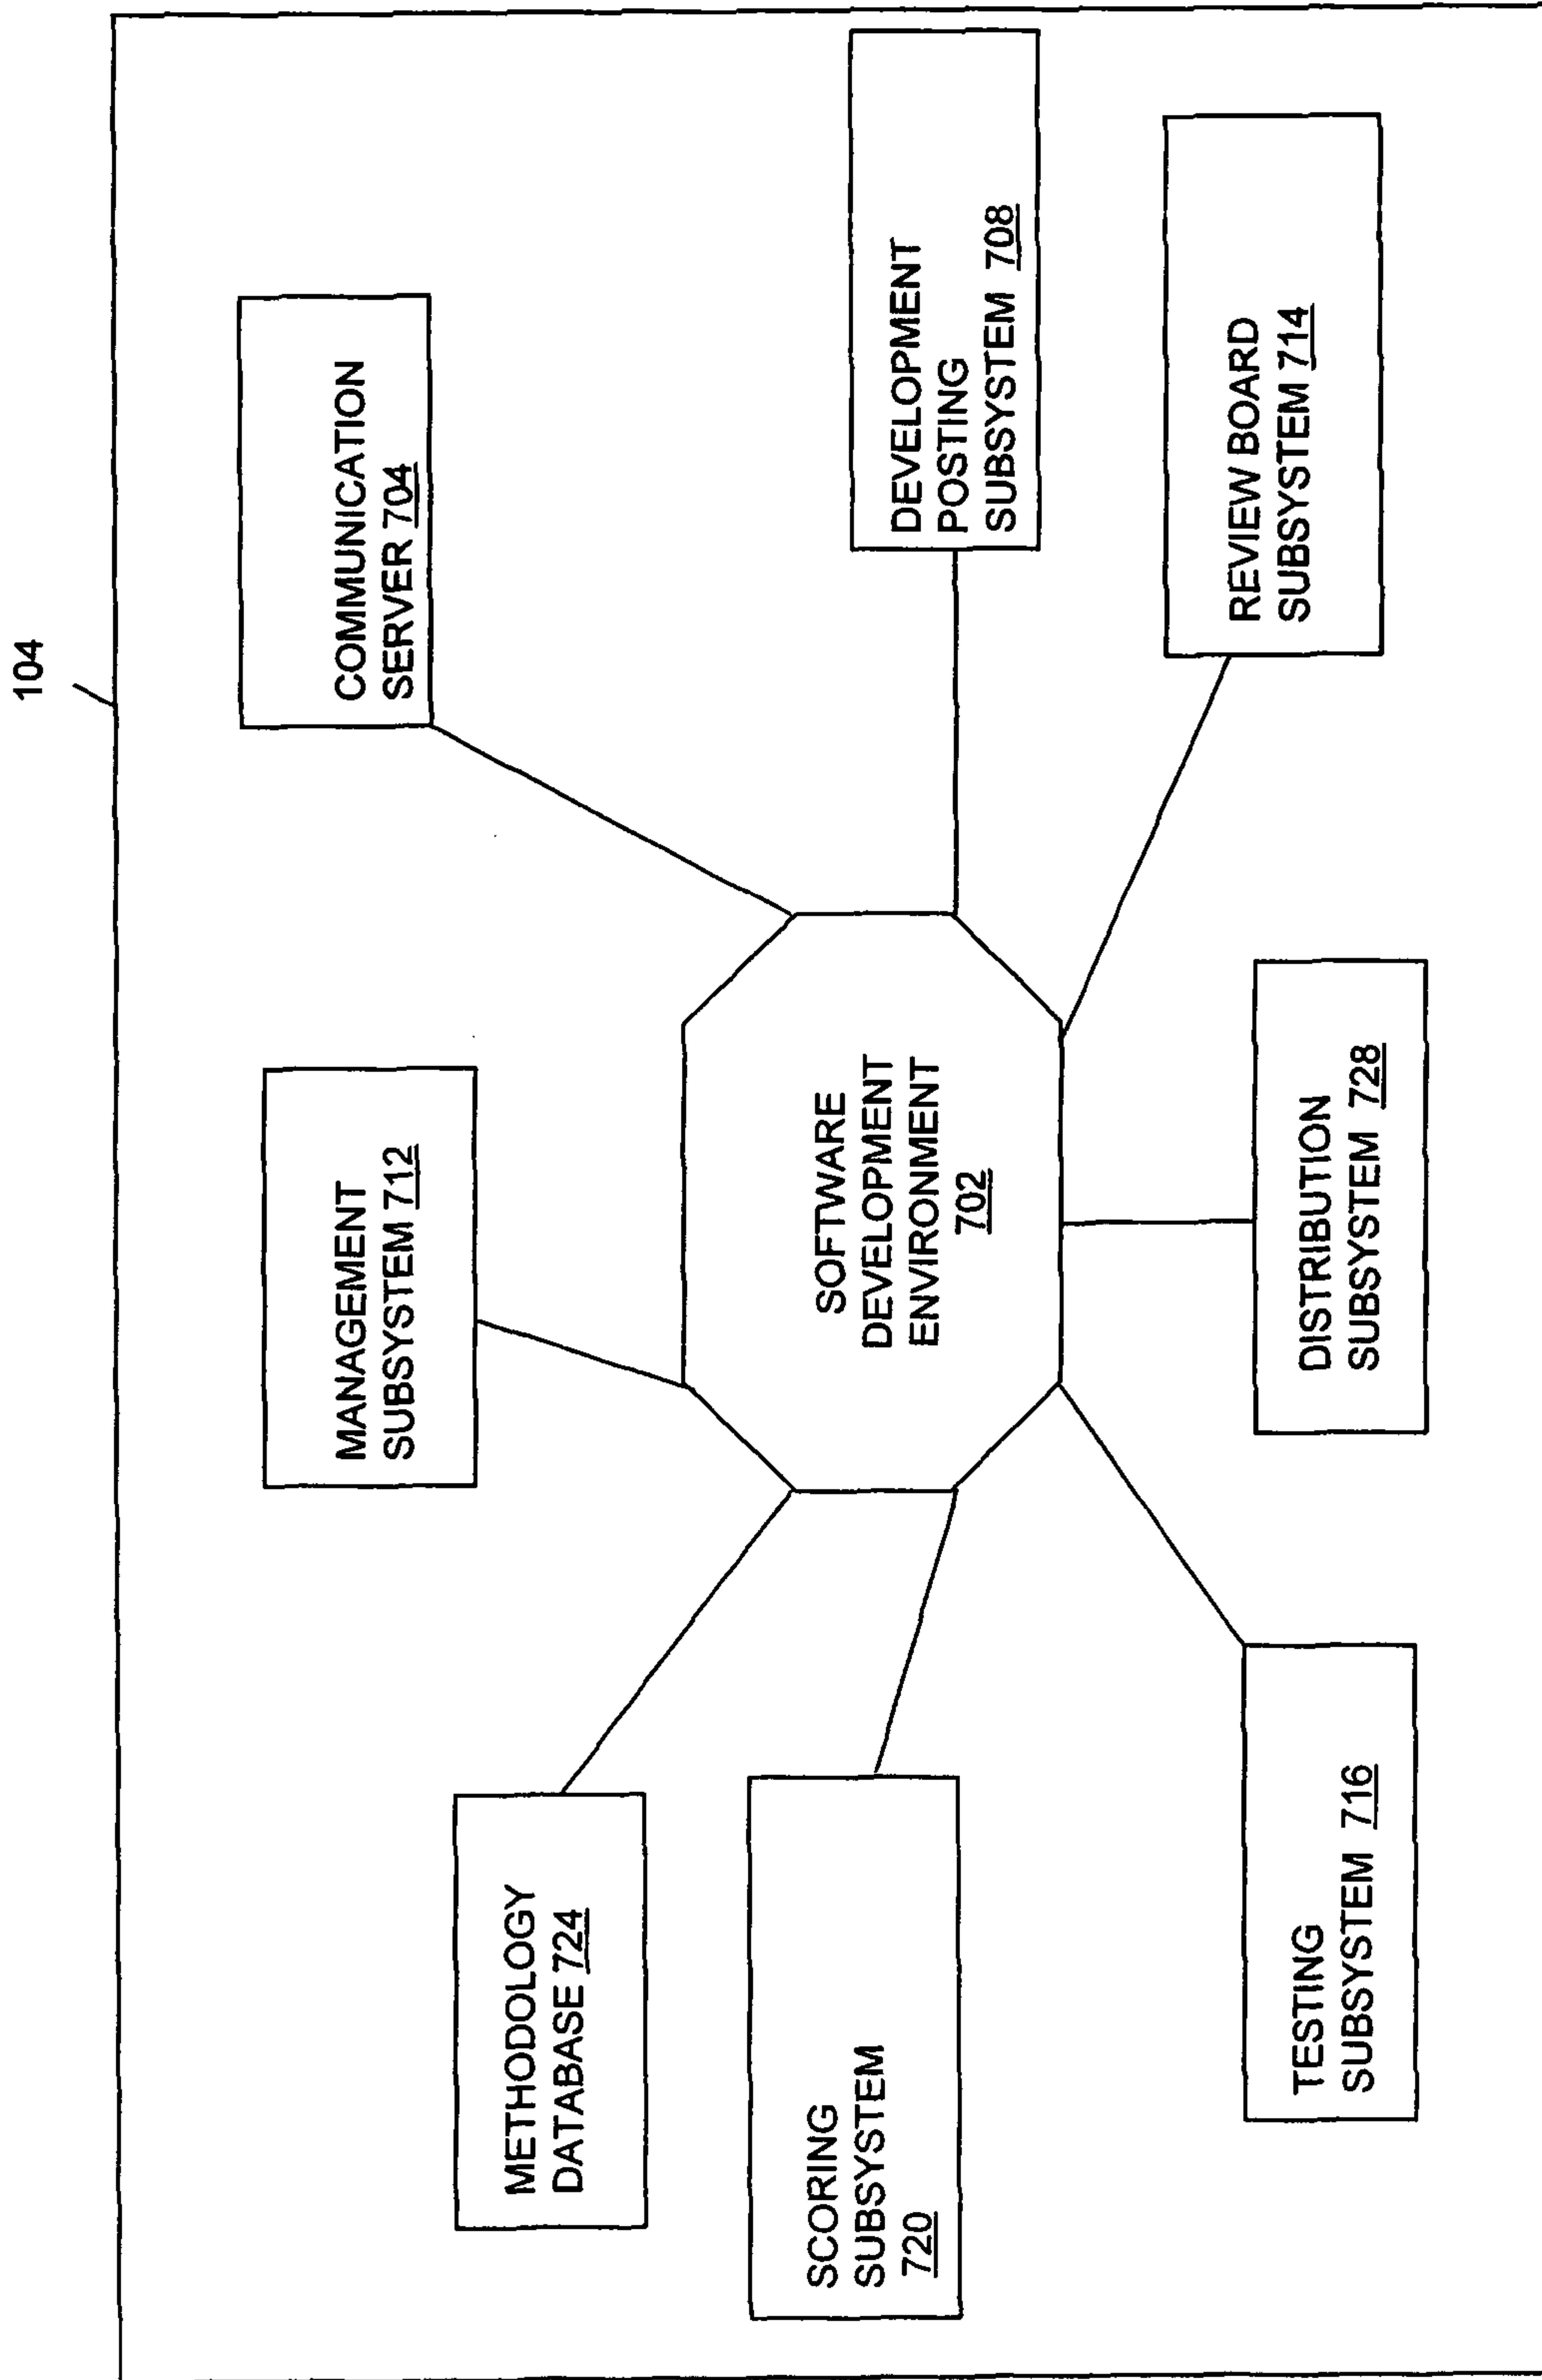 104
COMMUNICATION
SERVER 704
MANAGEMENT
SUBSYSTEM 712
METHODOLOGY
DATABASE 724
DEVELOPMENT
POSTING
SUBSYSTEM 708
SOFTWARE
DEVELOPMENT
ENVIRONMENT
702
SCORING
SUBSYSTEM
720
REVIEW BOARD
SUBSYSTEM 714
DISTRIBUTION
SUBSYSTEM 728
TESTING
SUBSYSTEM 716